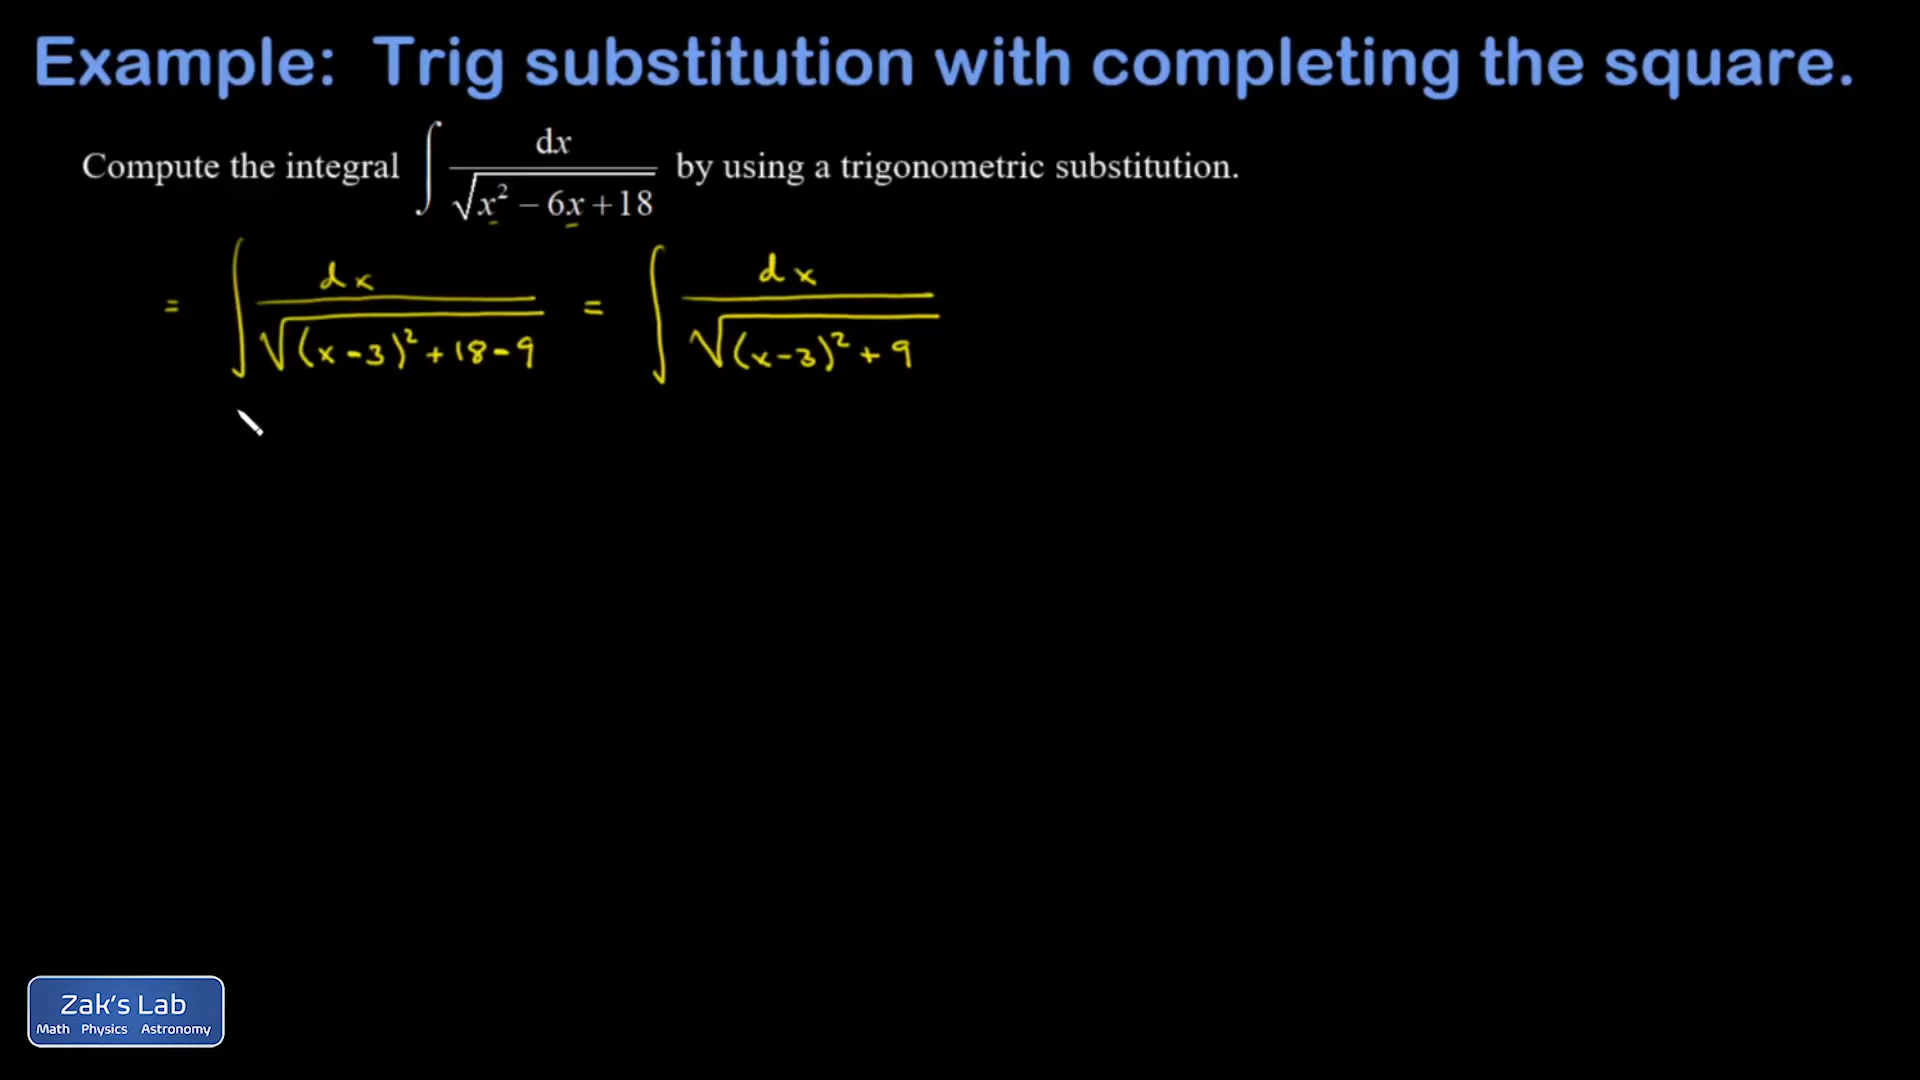 Example: Trig substitution with completing the square.
Compute the integral ∫ dx / √(x² − 6x + 18) by using a trigonometric substitution.
= ∫ dx / √((x-3)² + 18 - 9) = ∫ dx / √((x-3)² + 9)
Zak's Lab
Math Physics Astronomy